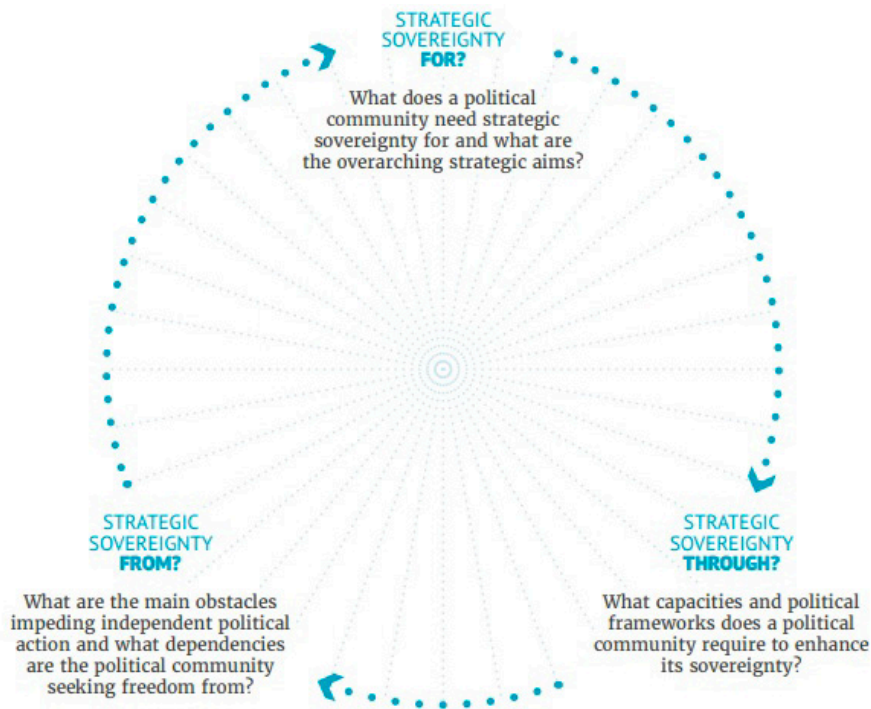 STRATEGIC
SOVEREIGNTY
FOR?
What does a political
community need strategic
sovereignty for and what are
the overarching strategic aims?
STRATEGIC
SOVEREIGNTY
FROM?
What are the main obstacles
impeding independent political
action and what dependencies
are the political community
seeking freedom from?
STRATEGIC
SOVEREIGNTY
THROUGH?
What capacities and political
frameworks does a political
community require to enhance
its sovereignty?